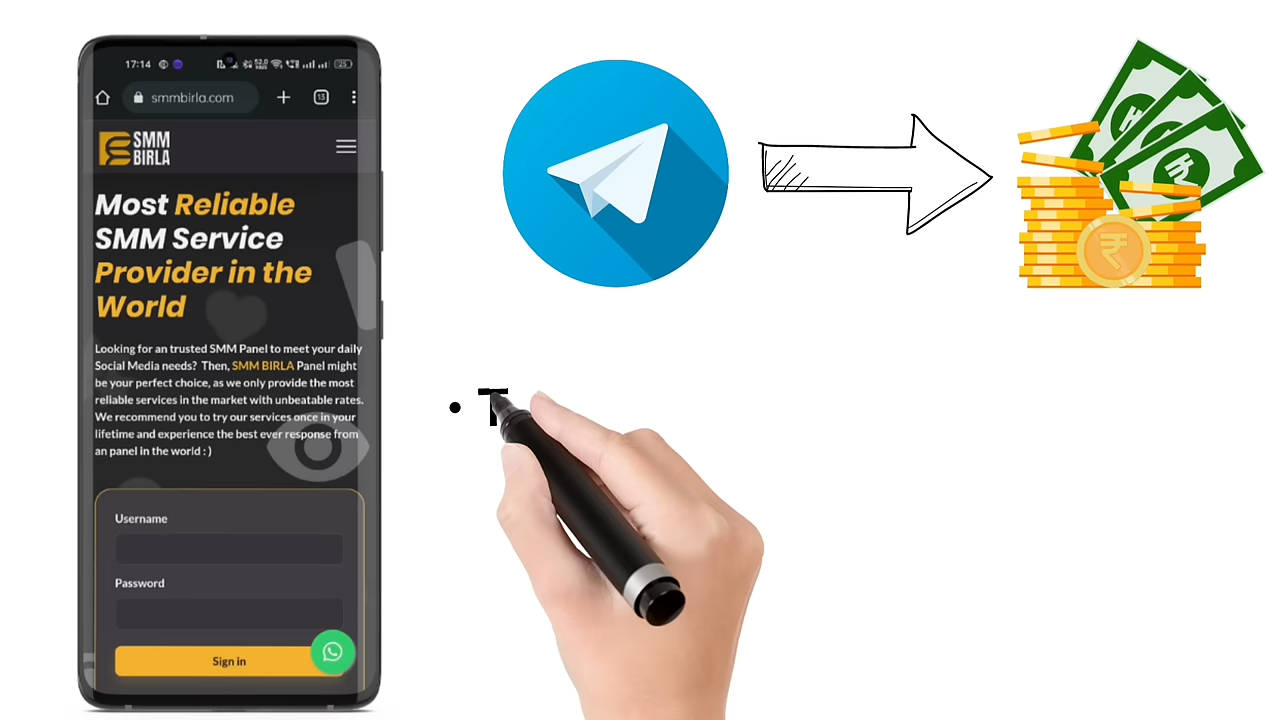 17:14
52.0
25
smmbirla.com
13
SMM
BIRLA
Most Reliable
SMM Service
Provider in the
World
Looking for an trusted SMM Panel to meet your daily
Social Media needs? Then, SMM BIRLA Panel might
be your perfect choice, as we only provide the most
reliable services in the market with unbeatable rates.
We recommend you to try our services once in your
lifetime and experience the best ever response from
an panel in the world : )
Username
Password
Sign in
• T
₹
₹